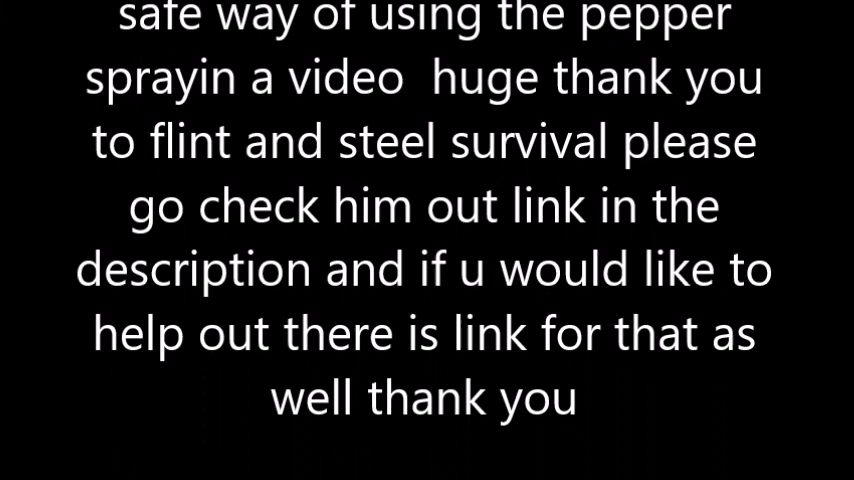 safe way of using the pepper
sprayin a video  huge thank you
to flint and steel survival please
go check him out link in the
description and if u would like to
help out there is link for that as
well thank you